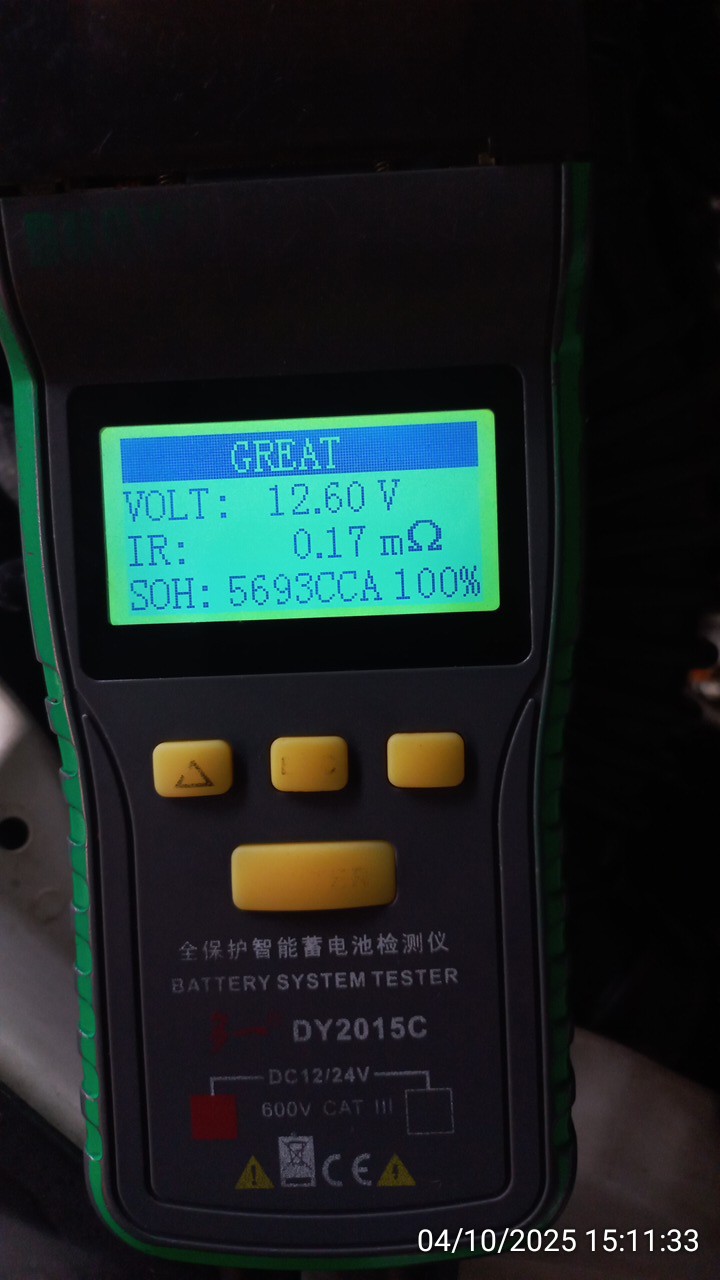 GREAT
VOLT: 12.60 V
IR: 0.17 mΩ
SOH: 5693CCA 100%
全保护智能蓄电池检测仪
BATTERY SYSTEM TESTER
DY2015C
DC12/24V
600V CAT III
CE
04/10/2025 15:11:33